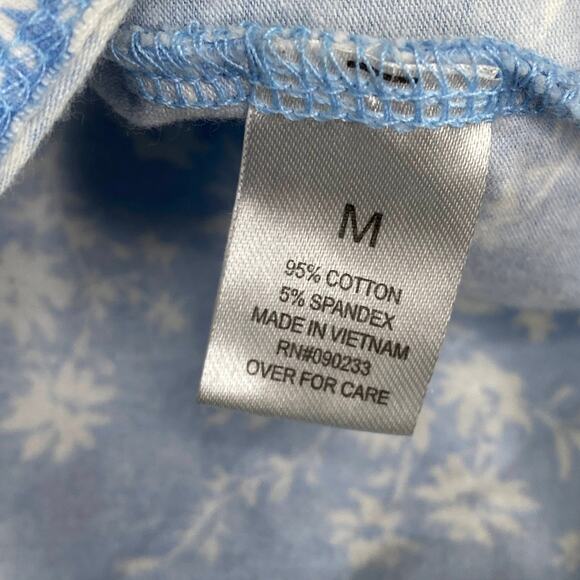 M
95% COTTON
5% SPANDEX
MADE IN VIETNAM
RN#090233
OVER FOR CARE